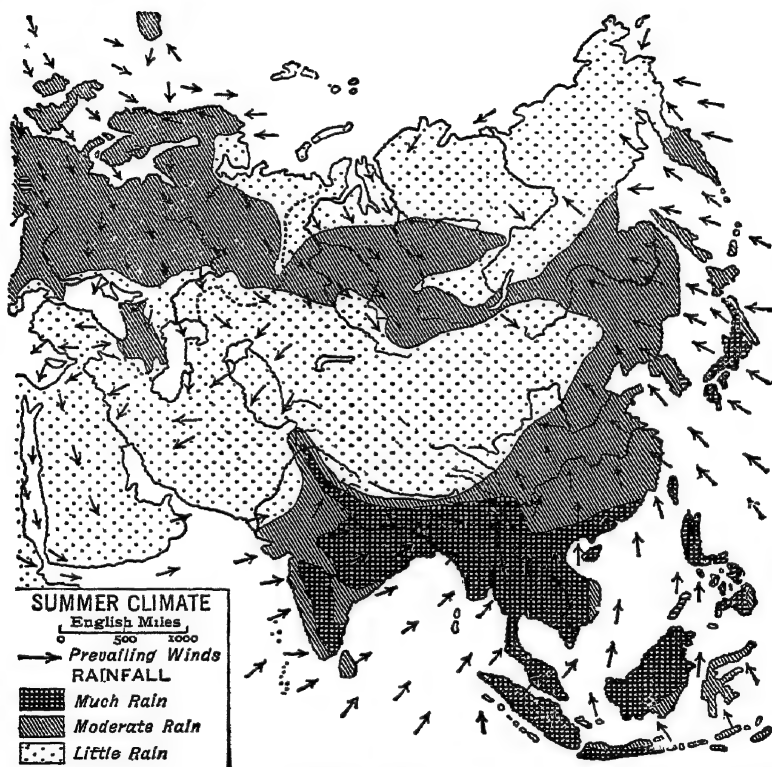 SUMMER CLIMATE
English Miles
0 500 1000
Prevailing Winds
RAINFALL
Much Rain
Moderate Rain
Little Rain